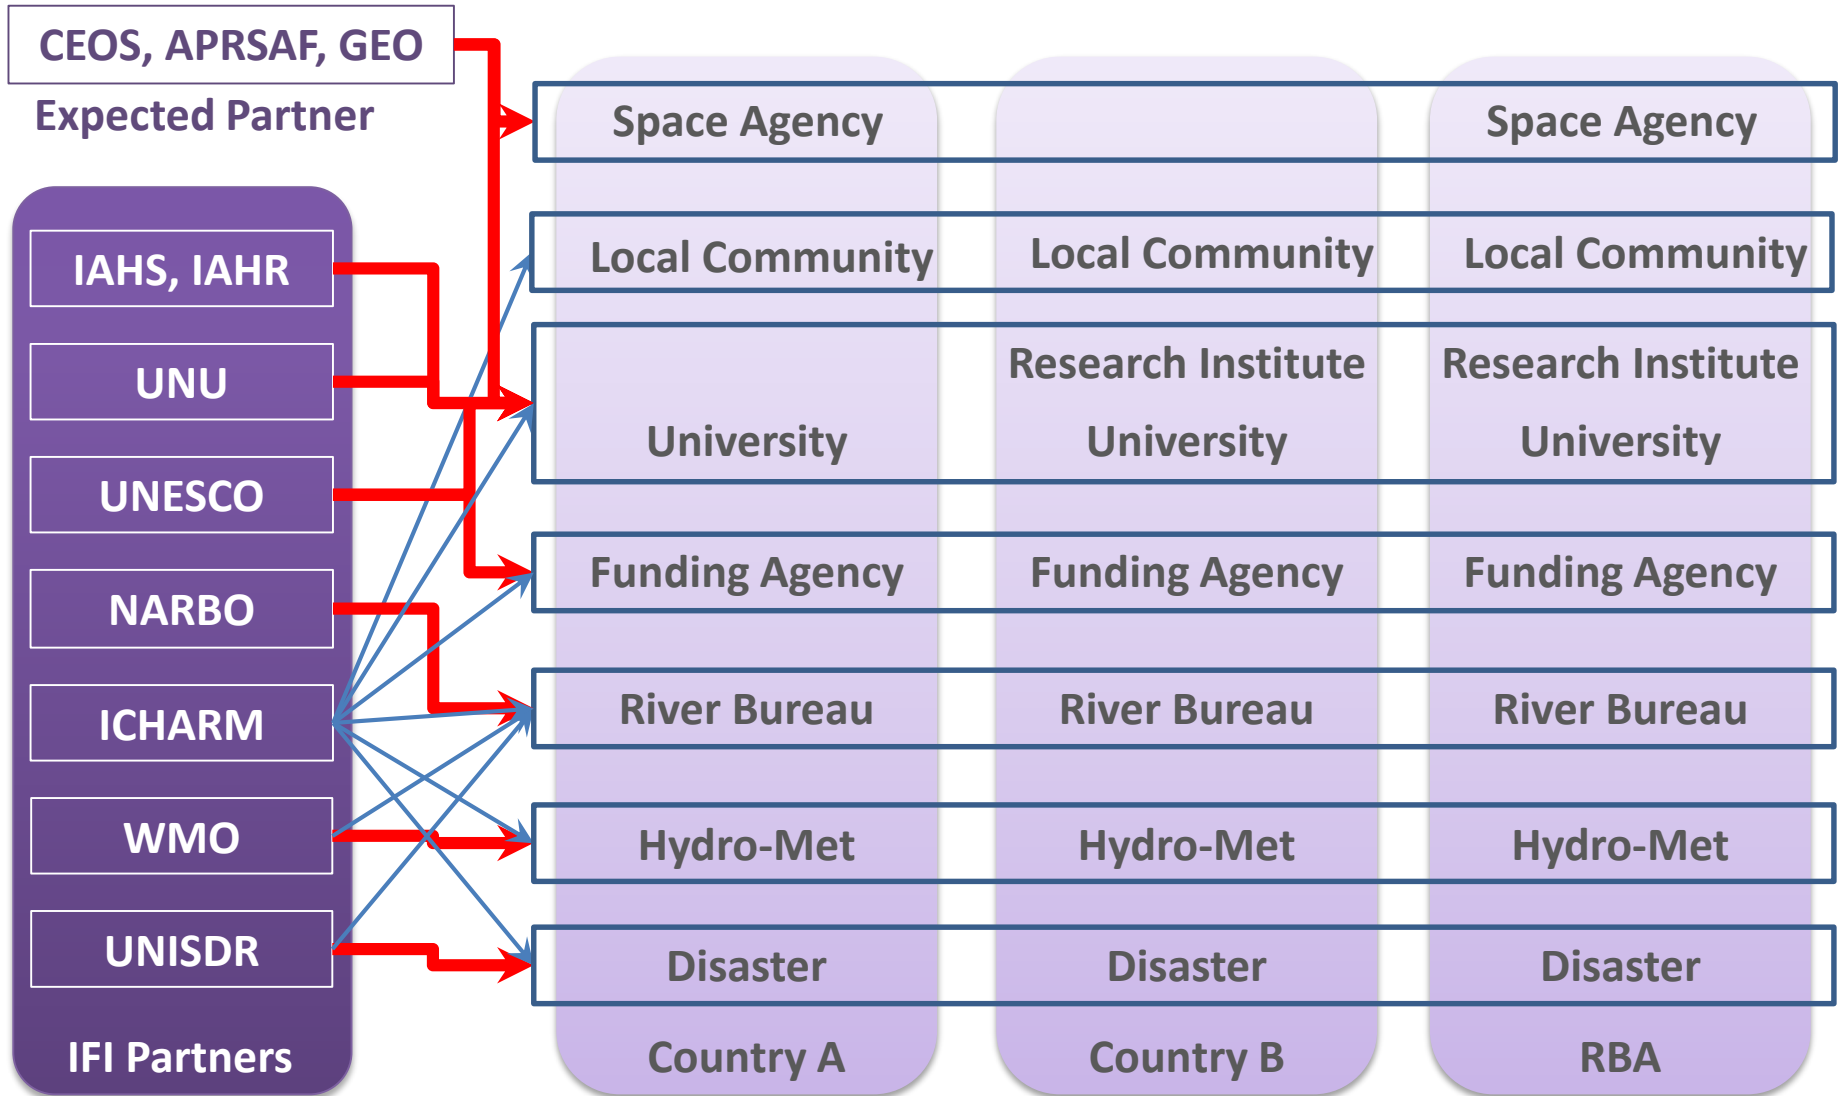 CEOS, APRSAF, GEO
Expected Partner
IAHS, IAHR
UNU
UNESCO
NARBO
ICHARM
WMO
UNISDR
IFI Partners
Space Agency
Space Agency
Local Community
Local Community
Local Community
Research Institute
Research Institute
University
University
University
Funding Agency
Funding Agency
Funding Agency
River Bureau
River Bureau
River Bureau
Hydro-Met
Hydro-Met
Hydro-Met
Disaster
Disaster
Disaster
Country A
Country B
RBA